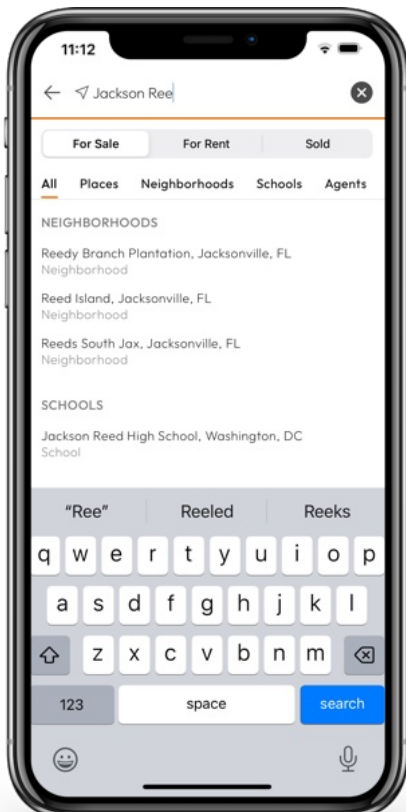 11:12
Jackson Ree
For Sale For Rent Sold
All Places Neighborhoods Schools Agents
NEIGHBORHOODS
Reedy Branch Plantation, Jacksonville, FL
Neighborhood
Reed Island, Jacksonville, FL
Neighborhood
Reeds South Jax, Jacksonville, FL
Neighborhood
SCHOOLS
Jackson Reed High School, Washington, DC
School
“Ree” Reeled Reeks
q w e r t y u i o p
a s d f g h j k l
z x c v b n m
123 space search